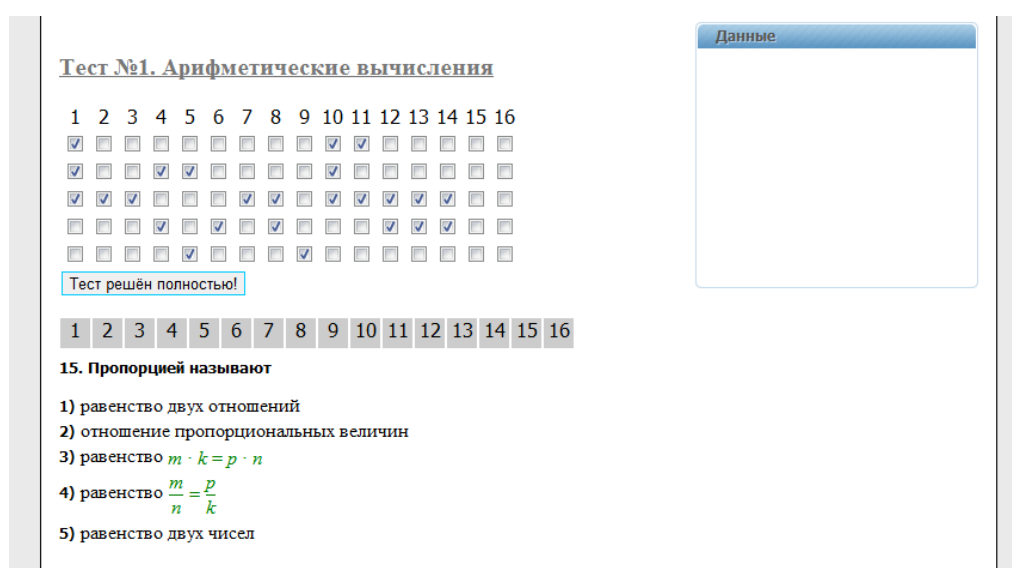 Данные
Тест №1. Арифметические вычисления
1 2 3 4 5 6 7 8 9 10 11 12 13 14 15 16
Тест решён полностью!
1 2 3 4 5 6 7 8 9 10 11 12 13 14 15 16
15. Пропорцией называют
1) равенство двух отношений
2) отношение пропорциональных величин
3) равенство m · k = p · n
4) равенство m/n = p/k
5) равенство двух чисел